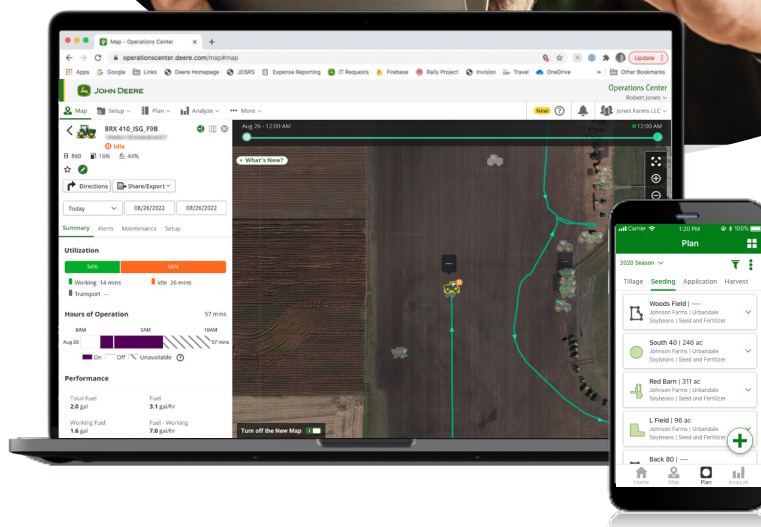 Map - Operations Center
operationscenter.deere.com/map#map
Update
Apps Google Links Deere Homepage JDSRS Expense Reporting IT Requests Firebase Rally Project Invision Travel OneDrive » Other Bookmarks
JOHN DEERE
Operations Center
Robert Jones
Map Setup Plan Analyze ••• More
New
Jones Farms LLC
8RX 410_ISG_F9B
Idle
860 16% 44%
Directions Share/Export
Today 08/26/2022 08/26/2022
Summary Alerts Maintenance Setup
Utilization
34% 66%
Working 14 mins Idle 26 mins
Transport ---
Hours of Operation 57 mins
8AM 9AM 10AM
Aug 26 57 mins
On Off Unavailable
Performance
Total Fuel Fuel
2.0 gal 3.1 gal/hr
Working Fuel Fuel - Working
1.6 gal 7.0 gal/hr
Aug 26 - 12:00 AM 12:00 AM
What's New?
Turn off the New Map
Carrier 1:20 PM 100%
Plan
2020 Season
Tillage Seeding Application Harvest
Woods Field | ---
Johnson Farms | Urbandale
Soybeans | Seed and Fertilizer
South 40 | 246 ac
Johnson Farms | Urbandale
Soybeans | Seed and Fertilizer
Red Barn | 311 ac
Johnson Farms | Urbandale
Soybeans | Seed and Fertilizer
L Field | 96 ac
Johnson Farms | Urbandale
Soybeans | Seed and Fertilizer
Back 80 | ---
Home Map Plan Analyze